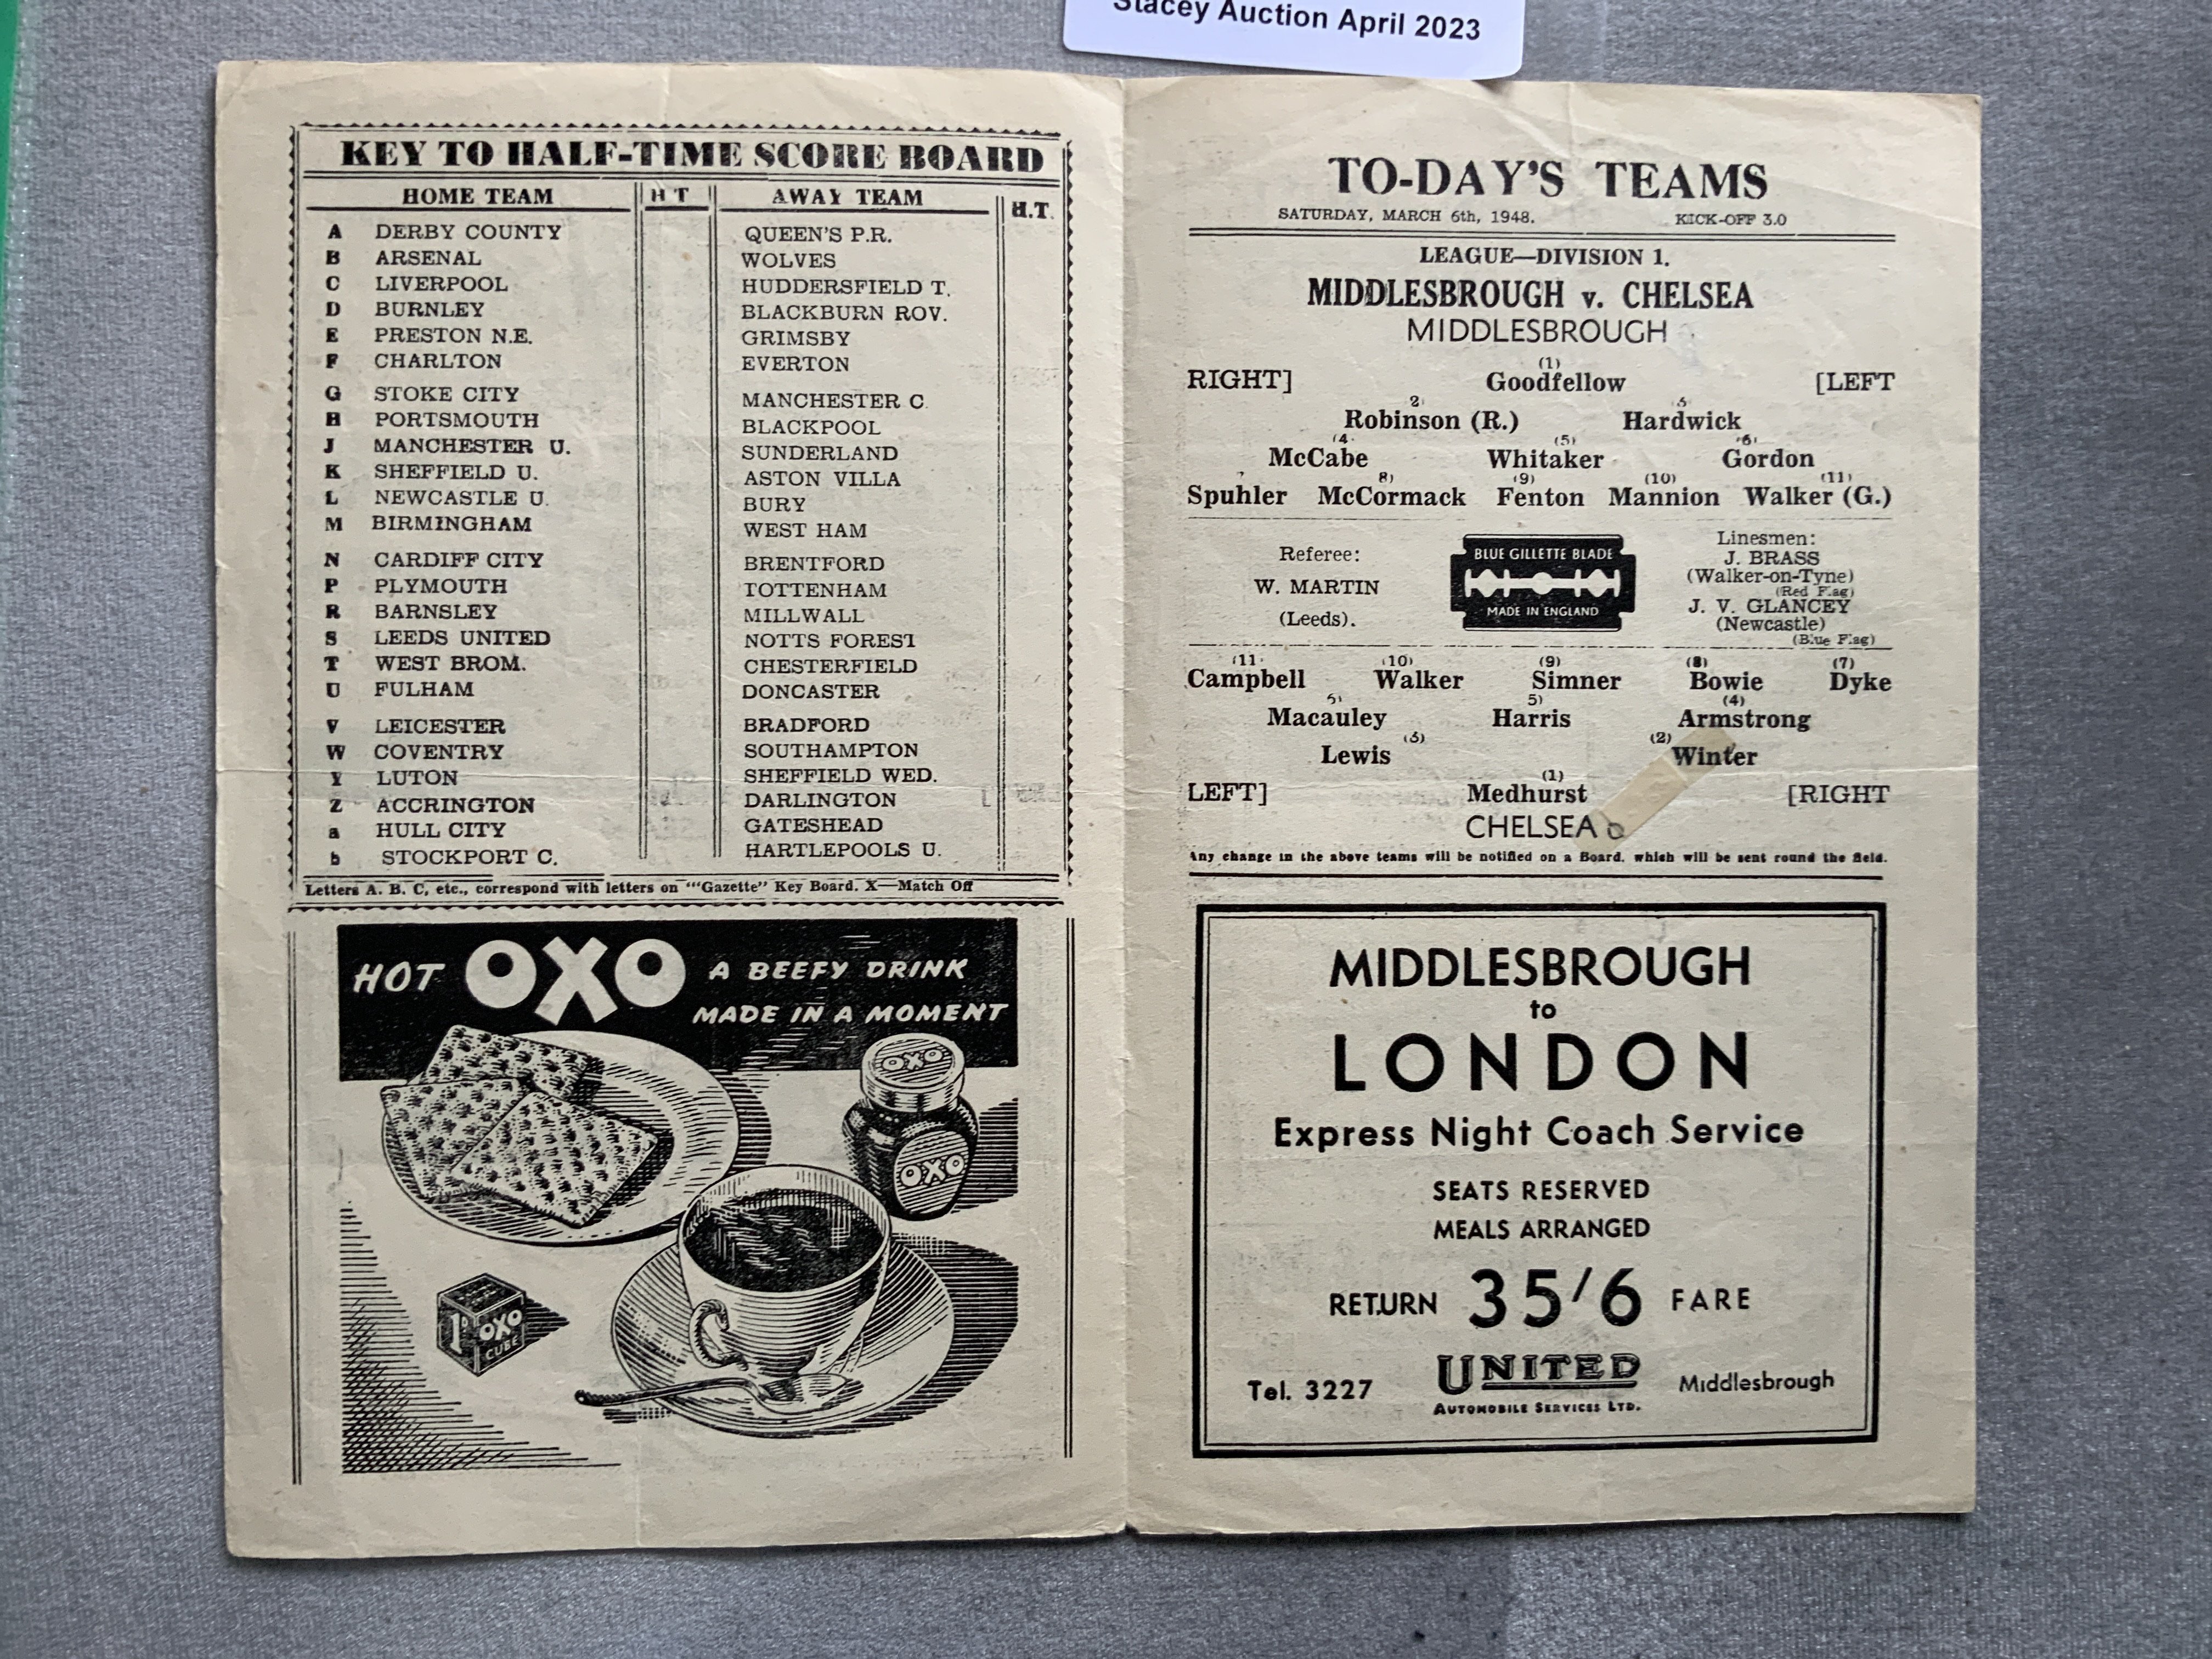 Stacey Auction April 2023
KEY TO HALF-TIME SCORE BOARD
HOME TEAM H T AWAY TEAM H.T.
A DERBY COUNTY QUEEN'S P.R.
B ARSENAL WOLVES
C LIVERPOOL HUDDERSFIELD T.
D BURNLEY BLACKBURN ROV.
E PRESTON N.E. GRIMSBY
F CHARLTON EVERTON
G STOKE CITY MANCHESTER C.
H PORTSMOUTH BLACKPOOL
J MANCHESTER U. SUNDERLAND
K SHEFFIELD U. ASTON VILLA
L NEWCASTLE U. BURY
M BIRMINGHAM WEST HAM
N CARDIFF CITY BRENTFORD
P PLYMOUTH TOTTENHAM
R BARNSLEY MILLWALL
S LEEDS UNITED NOTTS FOREST
T WEST BROM. CHESTERFIELD
U FULHAM DONCASTER
V LEICESTER BRADFORD
W COVENTRY SOUTHAMPTON
Y LUTON SHEFFIELD WED.
Z ACCRINGTON DARLINGTON
a HULL CITY GATESHEAD
b STOCKPORT C. HARTLEPOOLS U.
Letters A. B. C, etc., correspond with letters on "'Gazette" Key Board. X—Match Off
HOT OXO A BEEFY DRINK
MADE IN A MOMENT
OXO
OXO
1D OXO
CUBE
TO-DAY'S TEAMS
SATURDAY, MARCH 6th, 1948. KICK-OFF 3.0
LEAGUE—DIVISION 1.
MIDDLESBROUGH v. CHELSEA
MIDDLESBROUGH
(1)
RIGHT] Goodfellow [LEFT
2 3
Robinson (R.) Hardwick
(4 (5) 6
McCabe Whitaker Gordon
8) (9) (10) (11)
Spuhler McCormack Fenton Mannion Walker (G.)
Referee:
W. MARTIN
(Leeds).
BLUE GILLETTE BLADE
MADE IN ENGLAND
Linesmen:
J. BRASS
(Walker-on-Tyne)
(Red Flag)
J. V. GLANCEY
(Newcastle)
(Blue Flag)
(11 (10) (9) (8) (7)
Campbell Walker Simner Bowie Dyke
6) 5) (4)
Macauley Harris Armstrong
(3) (2)
Lewis Winter
(1)
LEFT] Medhurst [RIGHT
CHELSEA
Any change in the above teams will be notified on a Board, which will be sent round the field.
MIDDLESBROUGH
to
LONDON
Express Night Coach Service
SEATS RESERVED
MEALS ARRANGED
RETURN 35/6 FARE
Tel. 3227 UNITED Middlesbrough
AUTOMOBILE SERVICES LTD.